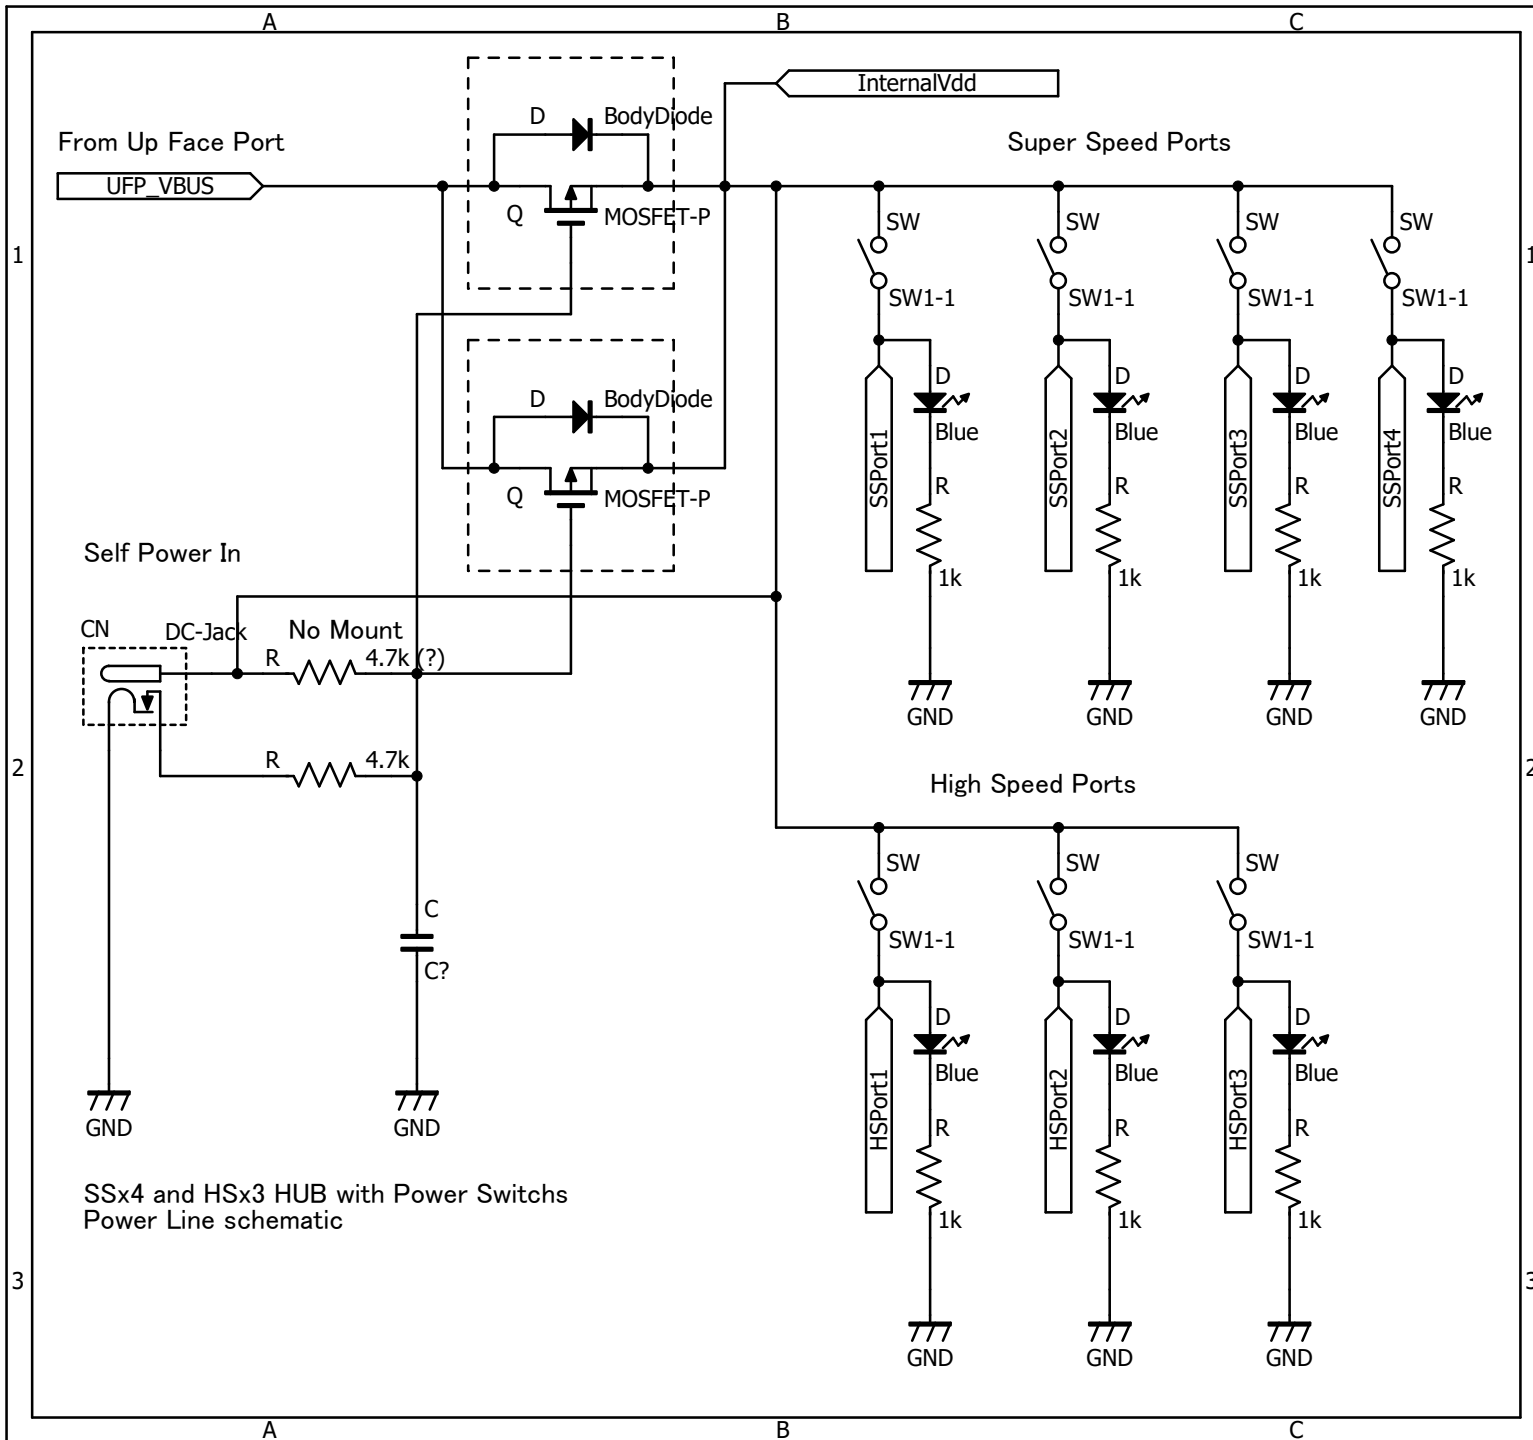 A
B
C
InternalVdd
D
BodyDiode
From Up Face Port
Super Speed Ports
UFP_VBUS
Q
MOSFET-P
SW
SW
SW
SW
1
1
SW1-1
SW1-1
SW1-1
SW1-1
D
BodyDiode
D
D
D
D
Blue
Blue
Blue
Blue
SSPort1
SSPort2
SSPort3
SSPort4
Q
MOSFET-P
R
R
R
R
Self Power In
1k
1k
1k
1k
CN
DC-Jack
No Mount
R
4.7k (?)
GND
GND
GND
GND
R
4.7k
2
2
High Speed Ports
SW
SW
SW
C
SW1-1
SW1-1
SW1-1
C?
D
D
D
Blue
Blue
Blue
HSPort1
HSPort2
HSPort3
GND
GND
R
R
R
SSx4 and HSx3 HUB with Power Switchs
Power Line schematic
1k
1k
1k
3
3
GND
GND
GND
A
B
C